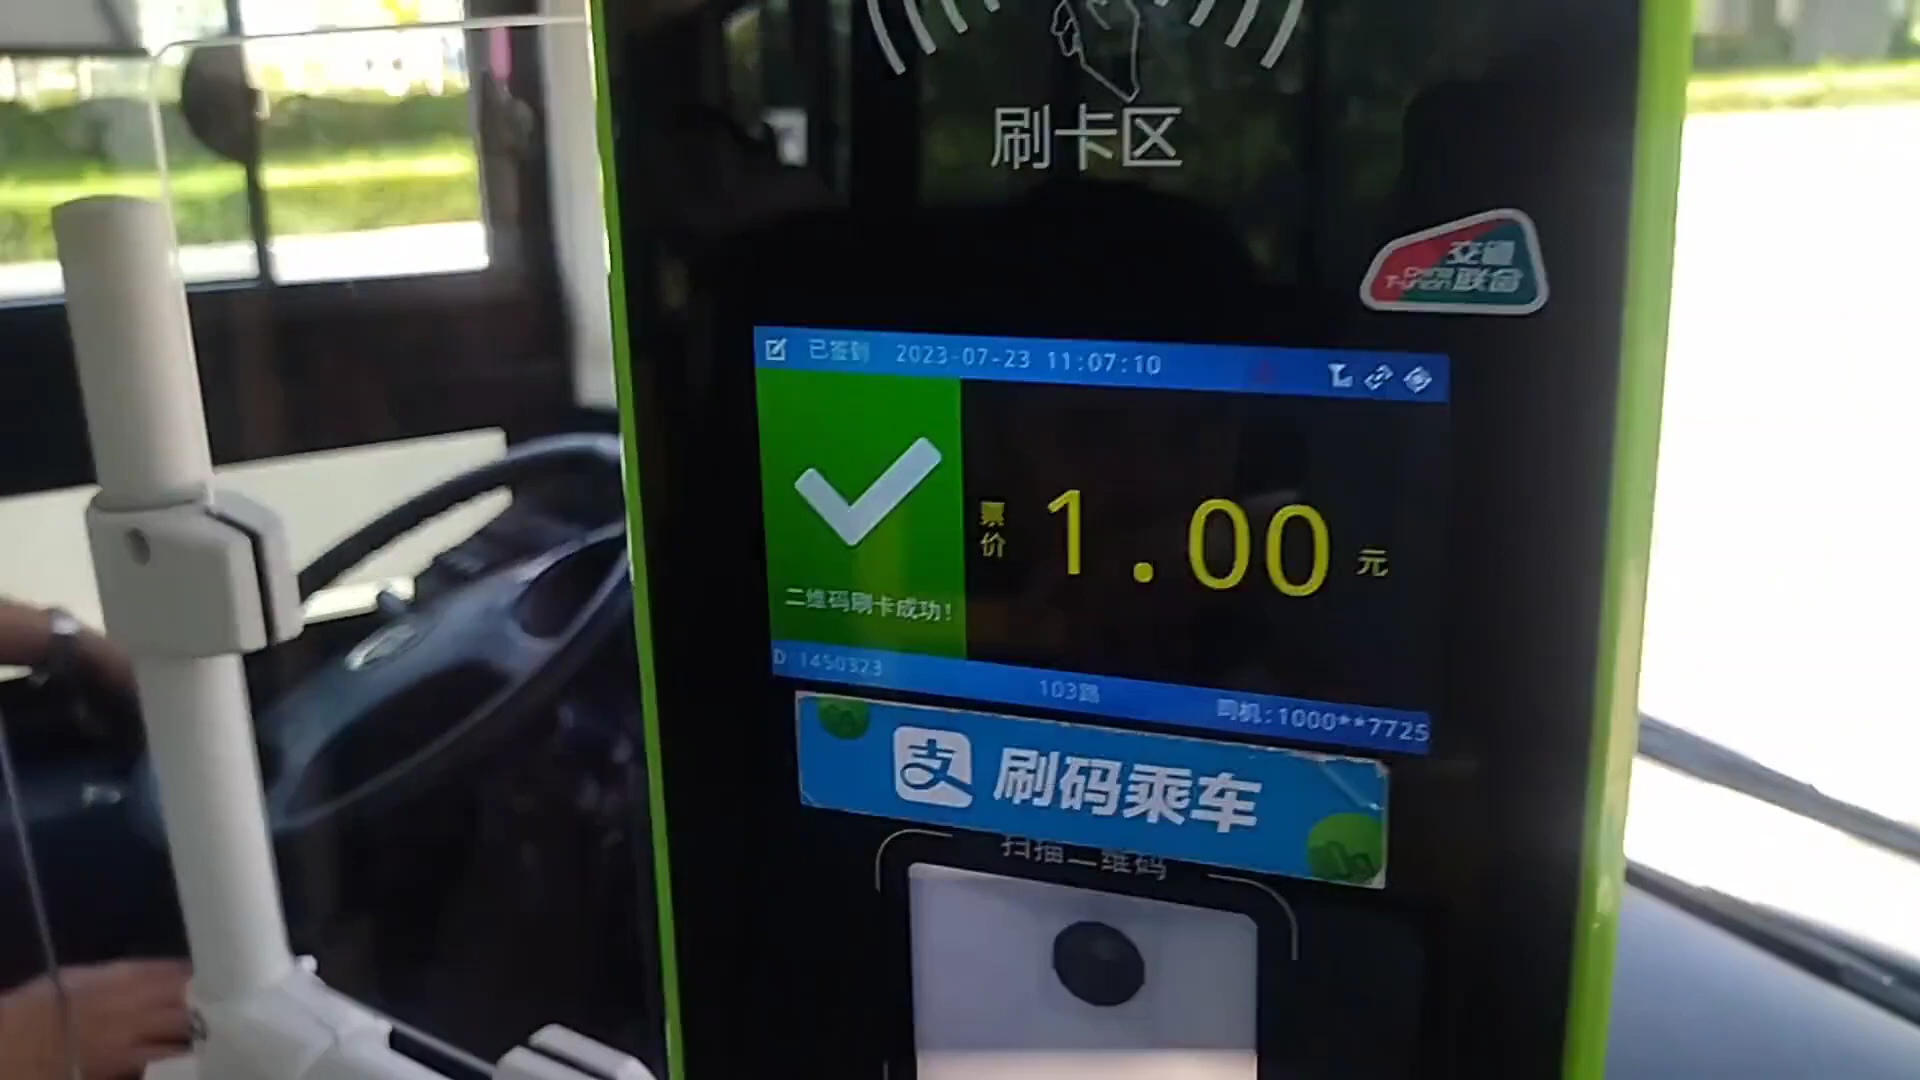 刷卡区
交通
China
T-union 联合
已签到 2023-07-23 11:07:10
票价 1.00 元
二维码刷卡成功!
D 1450323
103路
司机:1000**7725
支 刷码乘车
扫描二维码